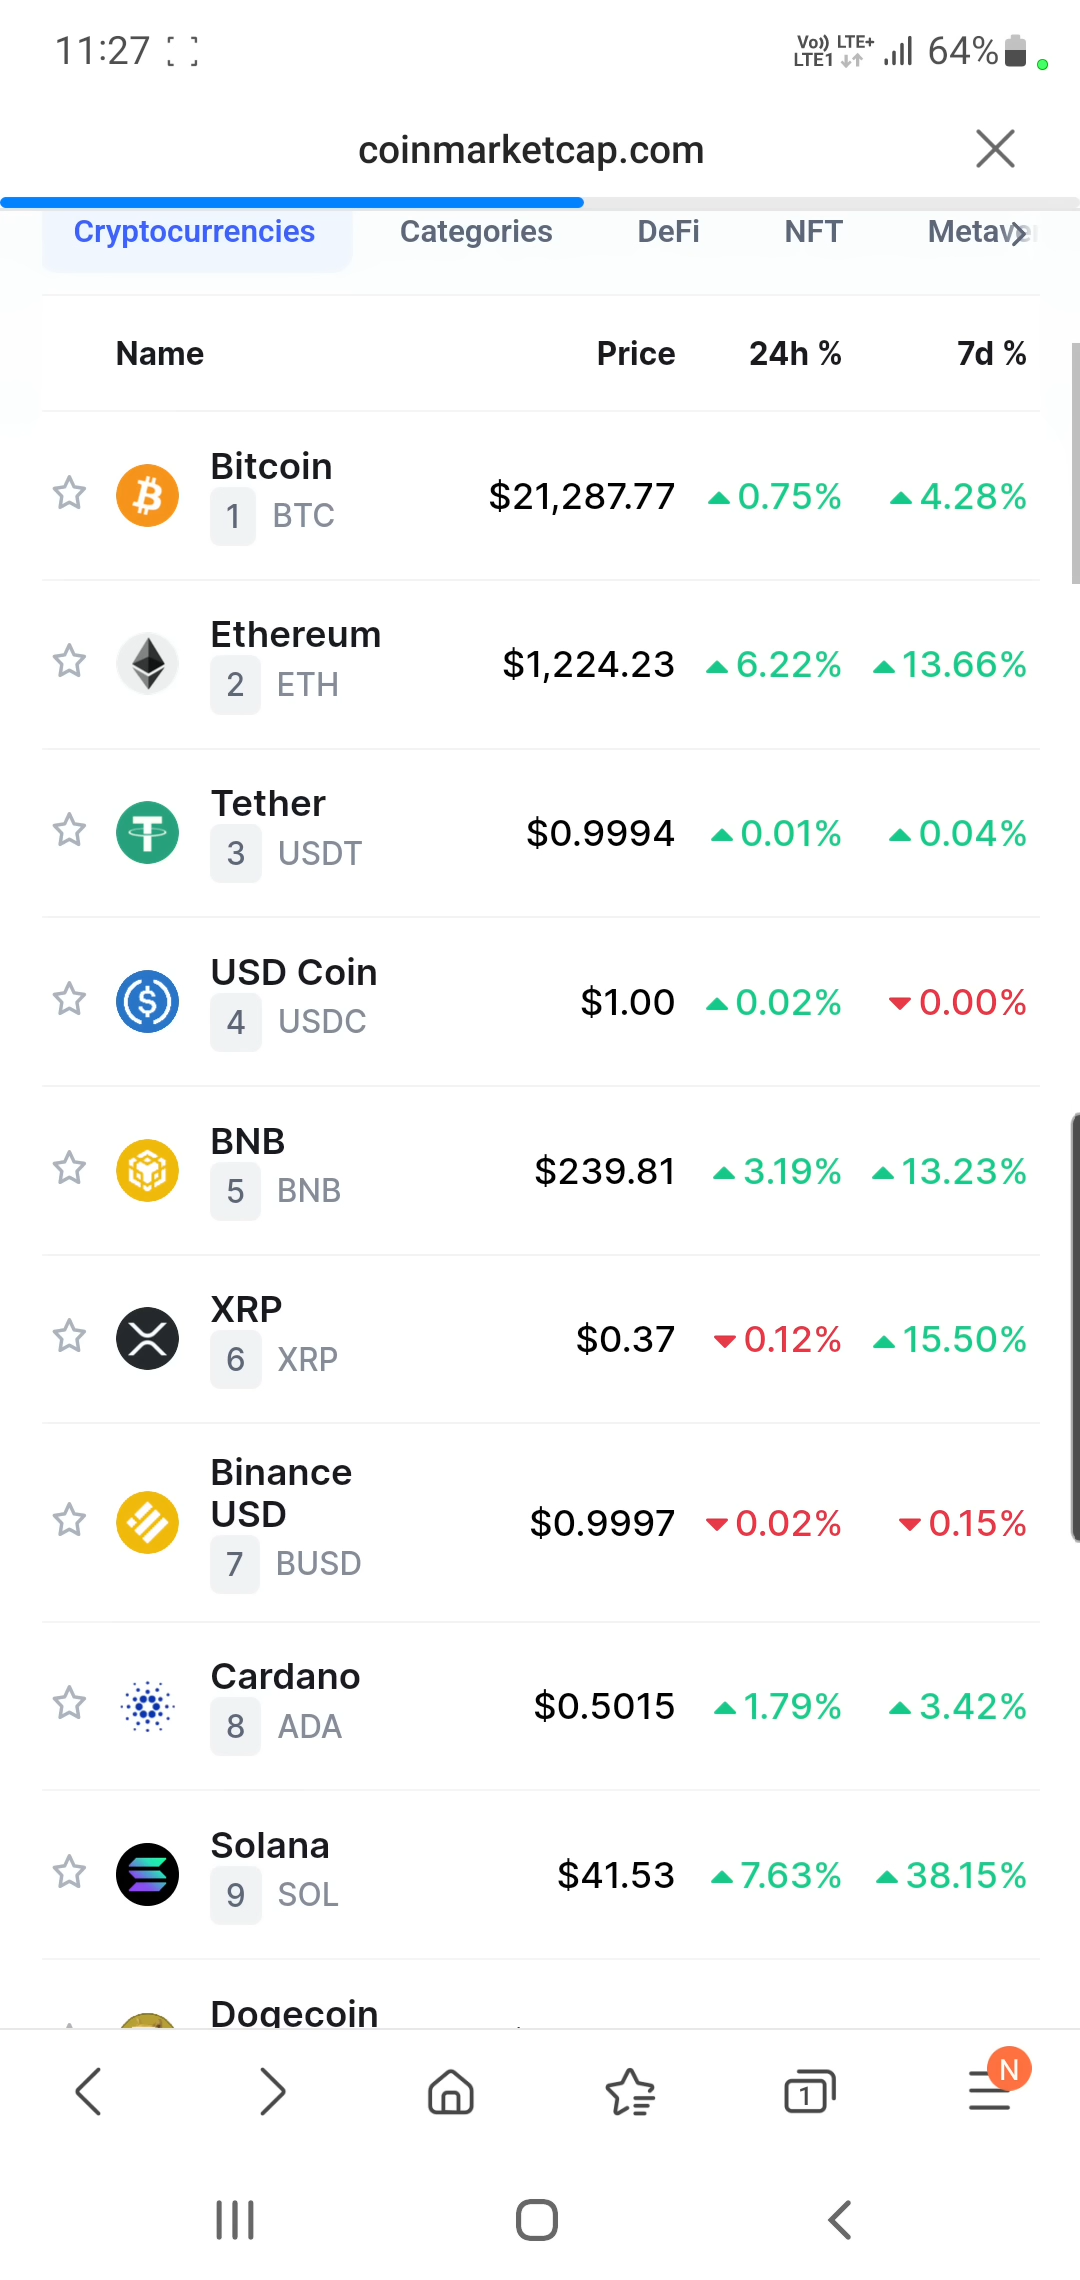 11:27 Vo)) LTE+ LTE1 64%
coinmarketcap.com
Cryptocurrencies Categories DeFi NFT Metaver
Name Price 24h % 7d %
Bitcoin
1 BTC $21,287.77 0.75% 4.28%
Ethereum
2 ETH $1,224.23 6.22% 13.66%
Tether
3 USDT $0.9994 0.01% 0.04%
USD Coin
4 USDC $1.00 0.02% 0.00%
BNB
5 BNB $239.81 3.19% 13.23%
XRP
6 XRP $0.37 0.12% 15.50%
Binance
USD
7 BUSD $0.9997 0.02% 0.15%
Cardano
8 ADA $0.5015 1.79% 3.42%
Solana
9 SOL $41.53 7.63% 38.15%
Dogecoin
1 N